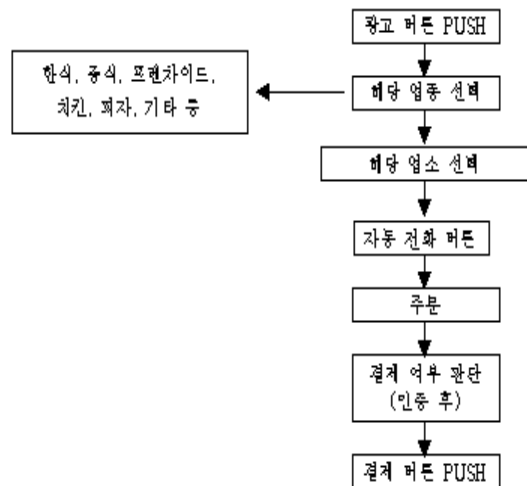 광고 버튼 PUSH
해당 업종 선택
한식, 중식, 프랜차이드,
치킨, 피자, 기타 등
해당 업소 선택
자동 전화 버튼
주문
결제 여부 판단
(인증 후)
결제 버튼 PUSH